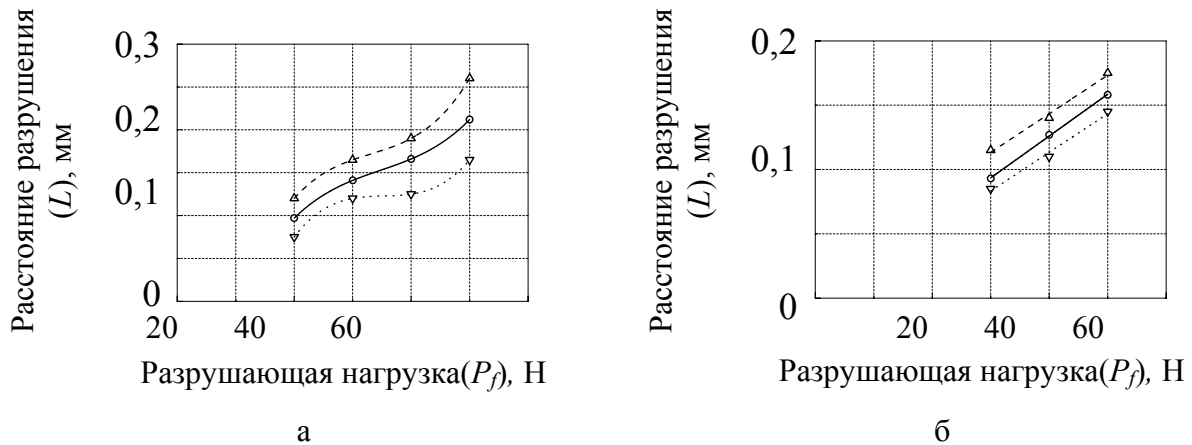 Расстояние разрушения
(L), мм
0,3
0,2
0,1
0
20 40 60
Разрушающая нагрузка(Pf), Н
а
Расстояние разрушения
(L), мм
0,2
0,1
0
20 40 60
Разрушающая нагрузка(Pf), Н
б